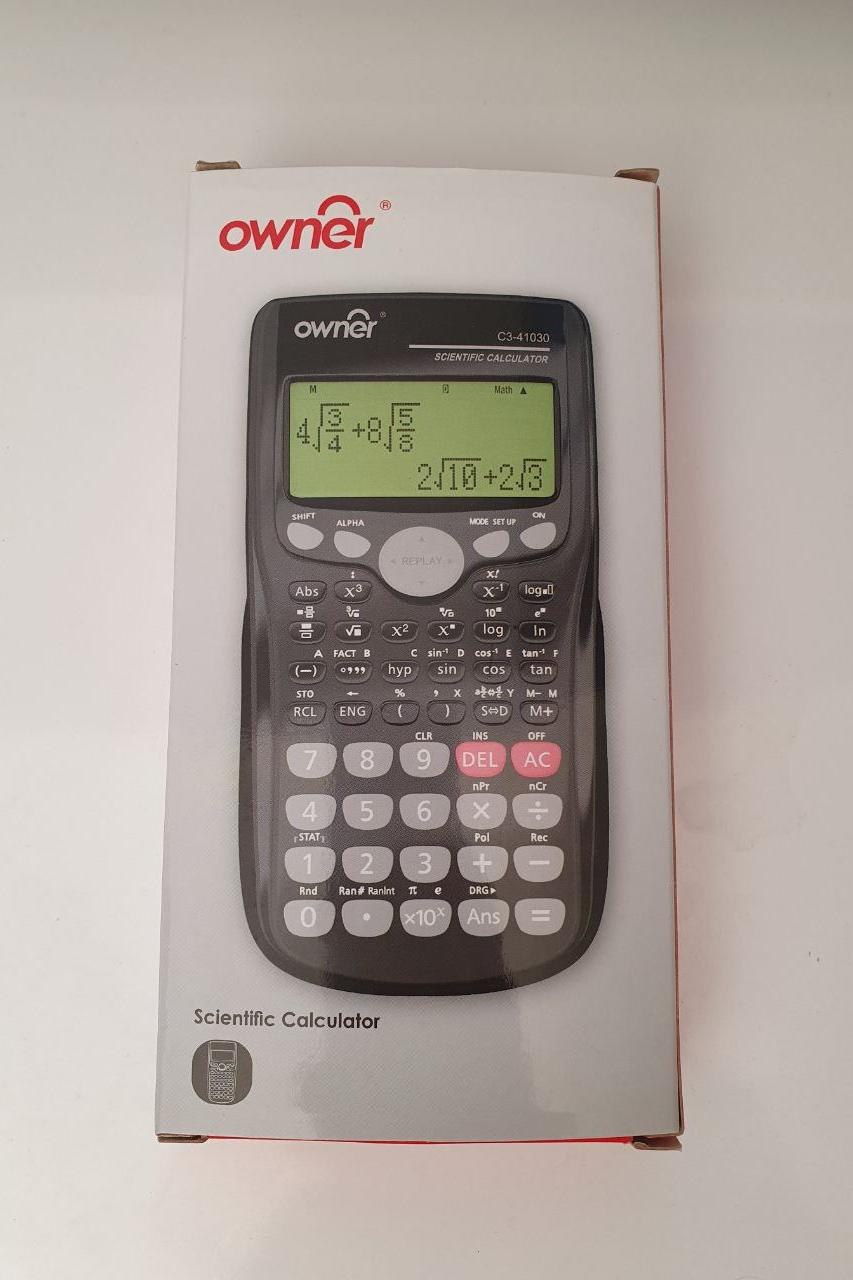 owner®
owner®
C3-41030
SCIENTIFIC CALCULATOR
M D Math ▲
4√3/4+8√5/8
2√10+2√3
SHIFT ALPHA MODE SET UP ON
◄ REPLAY ►
: x!
Abs x³ x⁻¹ log■▯
³√■ ■√▯ 10■ e■
√■ x² x■ log ln
A FACT B C sin⁻¹ D cos⁻¹ E tan⁻¹ F
(−) °,,, hyp sin cos tan
STO ← % , X Y M− M
RCL ENG ( ) S⇔D M+
CLR INS OFF
7 8 9 DEL AC
nPr nCr
4 5 6 × ÷
STAT Pol Rec
1 2 3 + −
Rnd Ran# RanInt π e DRG►
0 • ×10ˣ Ans =
Scientific Calculator